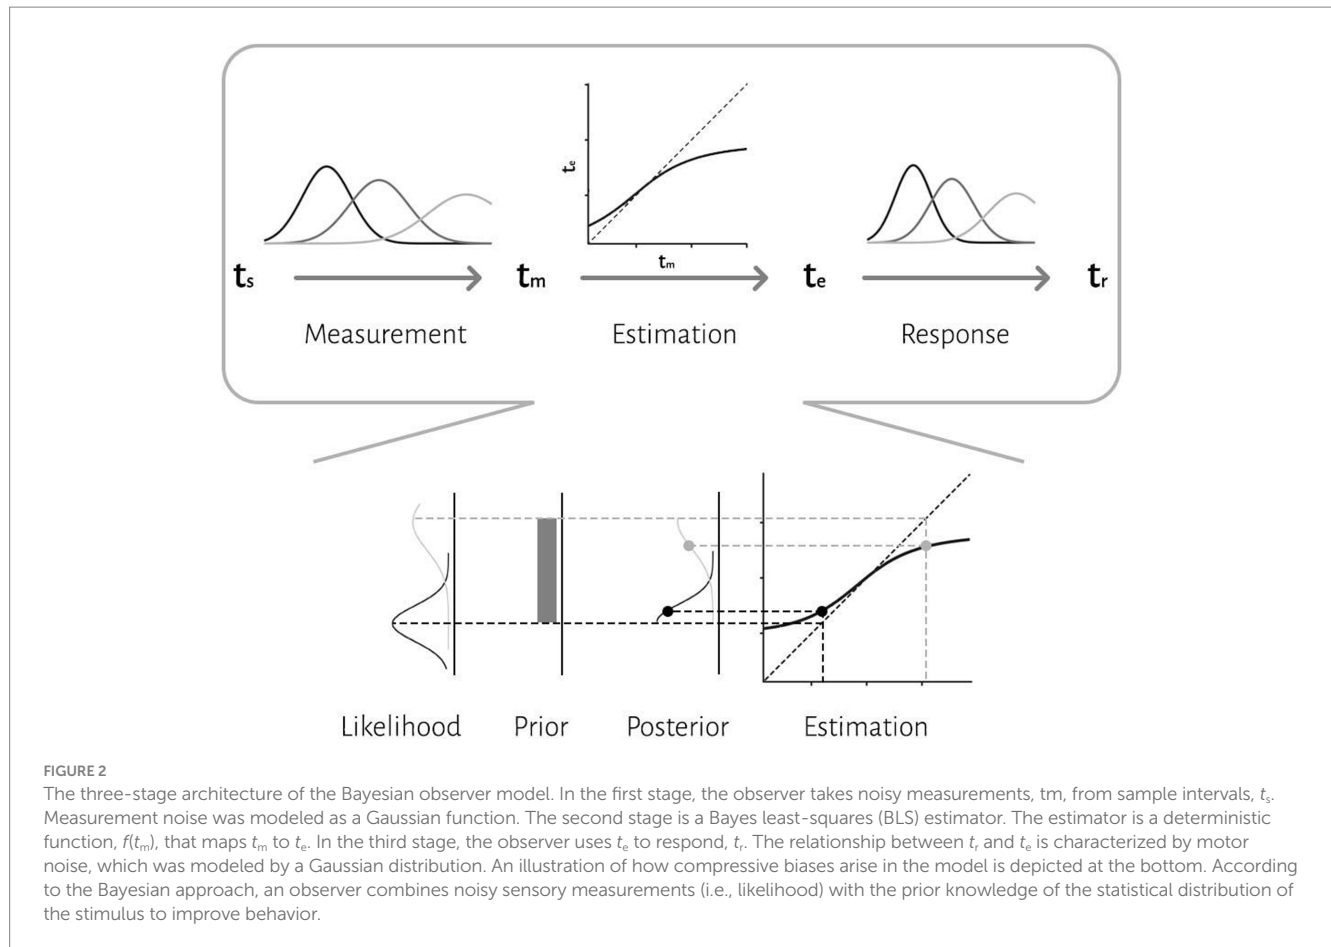 tₑ
tₘ
tₛ tₘ tₑ tᵣ
Measurement Estimation Response
Likelihood Prior Posterior Estimation
FIGURE 2
The three-stage architecture of the Bayesian observer model. In the first stage, the observer takes noisy measurements, tm, from sample intervals, tₛ.
Measurement noise was modeled as a Gaussian function. The second stage is a Bayes least-squares (BLS) estimator. The estimator is a deterministic
function, f(tₘ), that maps tₘ to tₑ. In the third stage, the observer uses tₑ to respond, tᵣ. The relationship between tᵣ and tₑ is characterized by motor
noise, which was modeled by a Gaussian distribution. An illustration of how compressive biases arise in the model is depicted at the bottom. According
to the Bayesian approach, an observer combines noisy sensory measurements (i.e., likelihood) with the prior knowledge of the statistical distribution of
the stimulus to improve behavior.